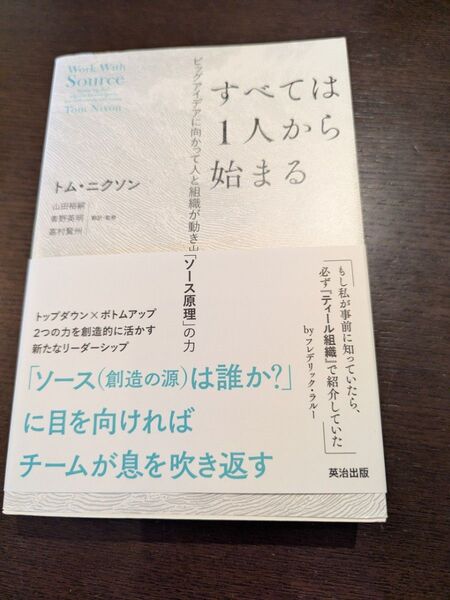 Work With
Source
Tom Nixon
すべては
1人から
始まる
ビッグアイデアに向かって人と組織が動き出
「ソース原理」の力
トム・ニクソン
山田裕嗣
青野英明
嘉村賢州
翻訳・監修
「もし私が事前に知っていたら、
必ず『ティール組織』で紹介していた」
by フレデリック・ラルー
トップダウン×ボトムアップ
2つの力を創造的に活かす
新たなリーダーシップ
「ソース(創造の源)は誰か?」
に目を向ければ
チームが息を吹き返す
英治出版